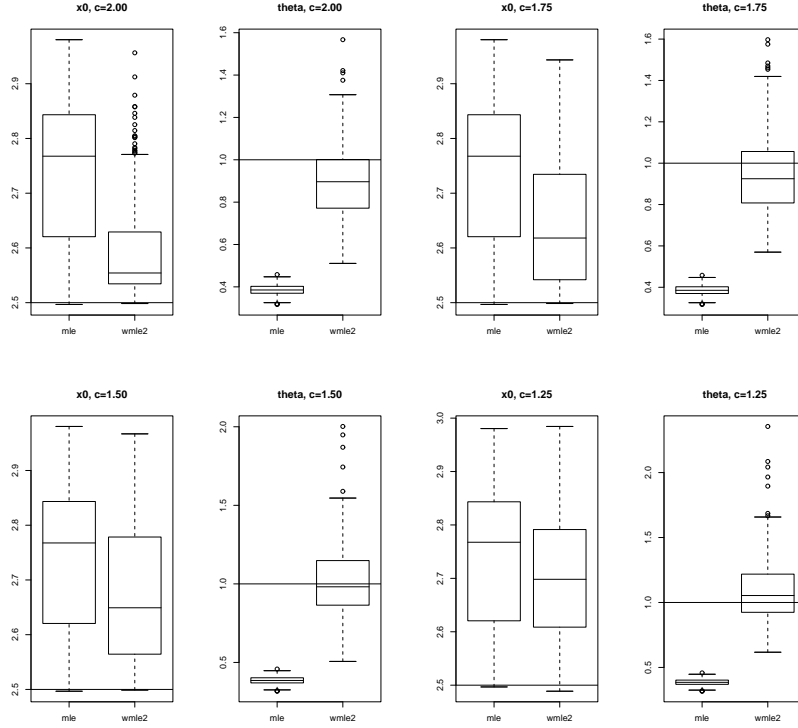 x0, c=2.00
2.9
2.8
2.7
2.6
2.5
mle
wmle2
theta, c=2.00
1.6
1.4
1.2
1.0
0.8
0.6
0.4
mle
wmle2
x0, c=1.75
2.9
2.8
2.7
2.6
2.5
mle
wmle2
theta, c=1.75
1.6
1.4
1.2
1.0
0.8
0.6
0.4
mle
wmle2
x0, c=1.50
2.9
2.8
2.7
2.6
2.5
mle
wmle2
theta, c=1.50
2.0
1.5
1.0
0.5
mle
wmle2
x0, c=1.25
3.0
2.9
2.8
2.7
2.6
2.5
mle
wmle2
theta, c=1.25
2.0
1.5
1.0
0.5
mle
wmle2